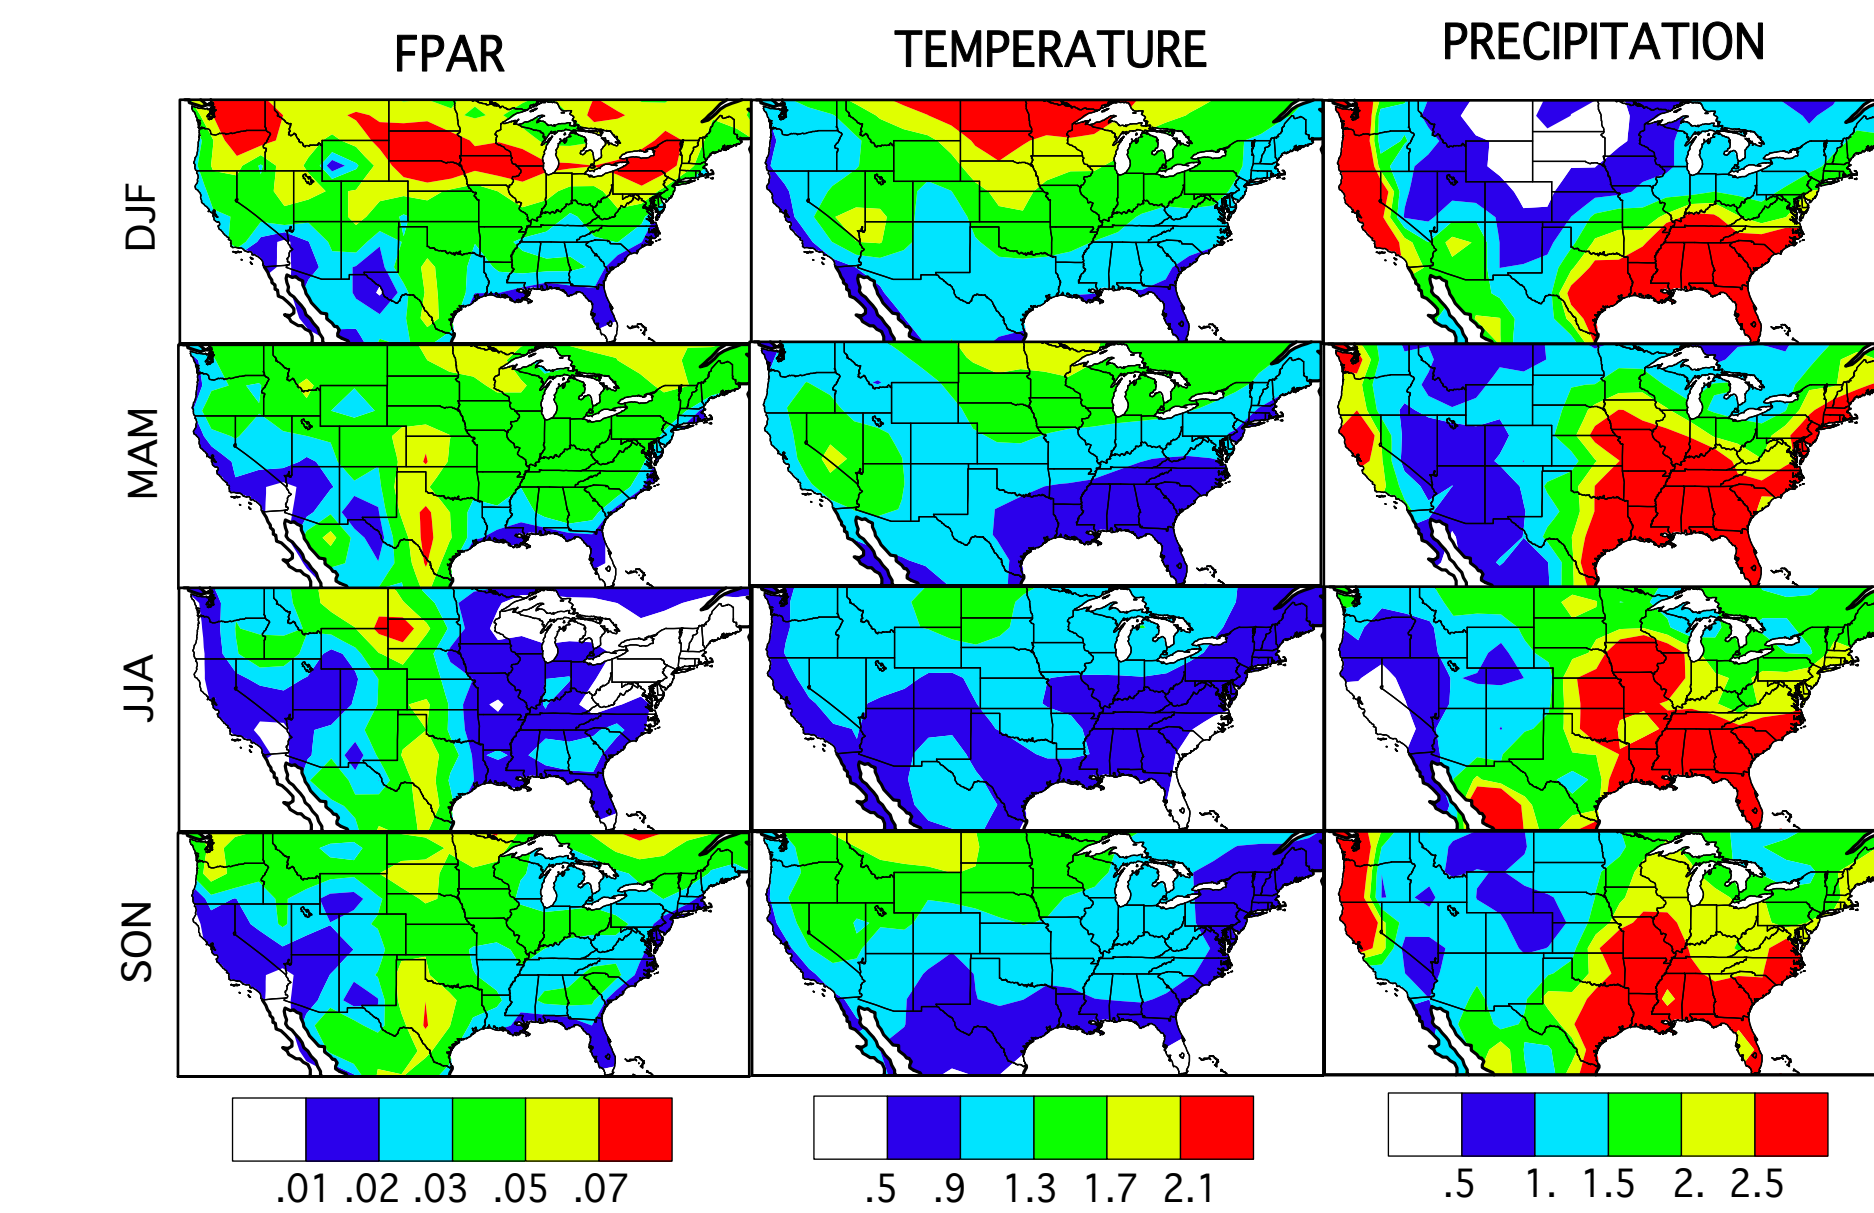 FPAR TEMPERATURE PRECIPITATION
DJF
MAM
JJA
SON
.01 .02 .03 .05 .07 .5 .9 1.3 1.7 2.1 .5 1. 1.5 2. 2.5